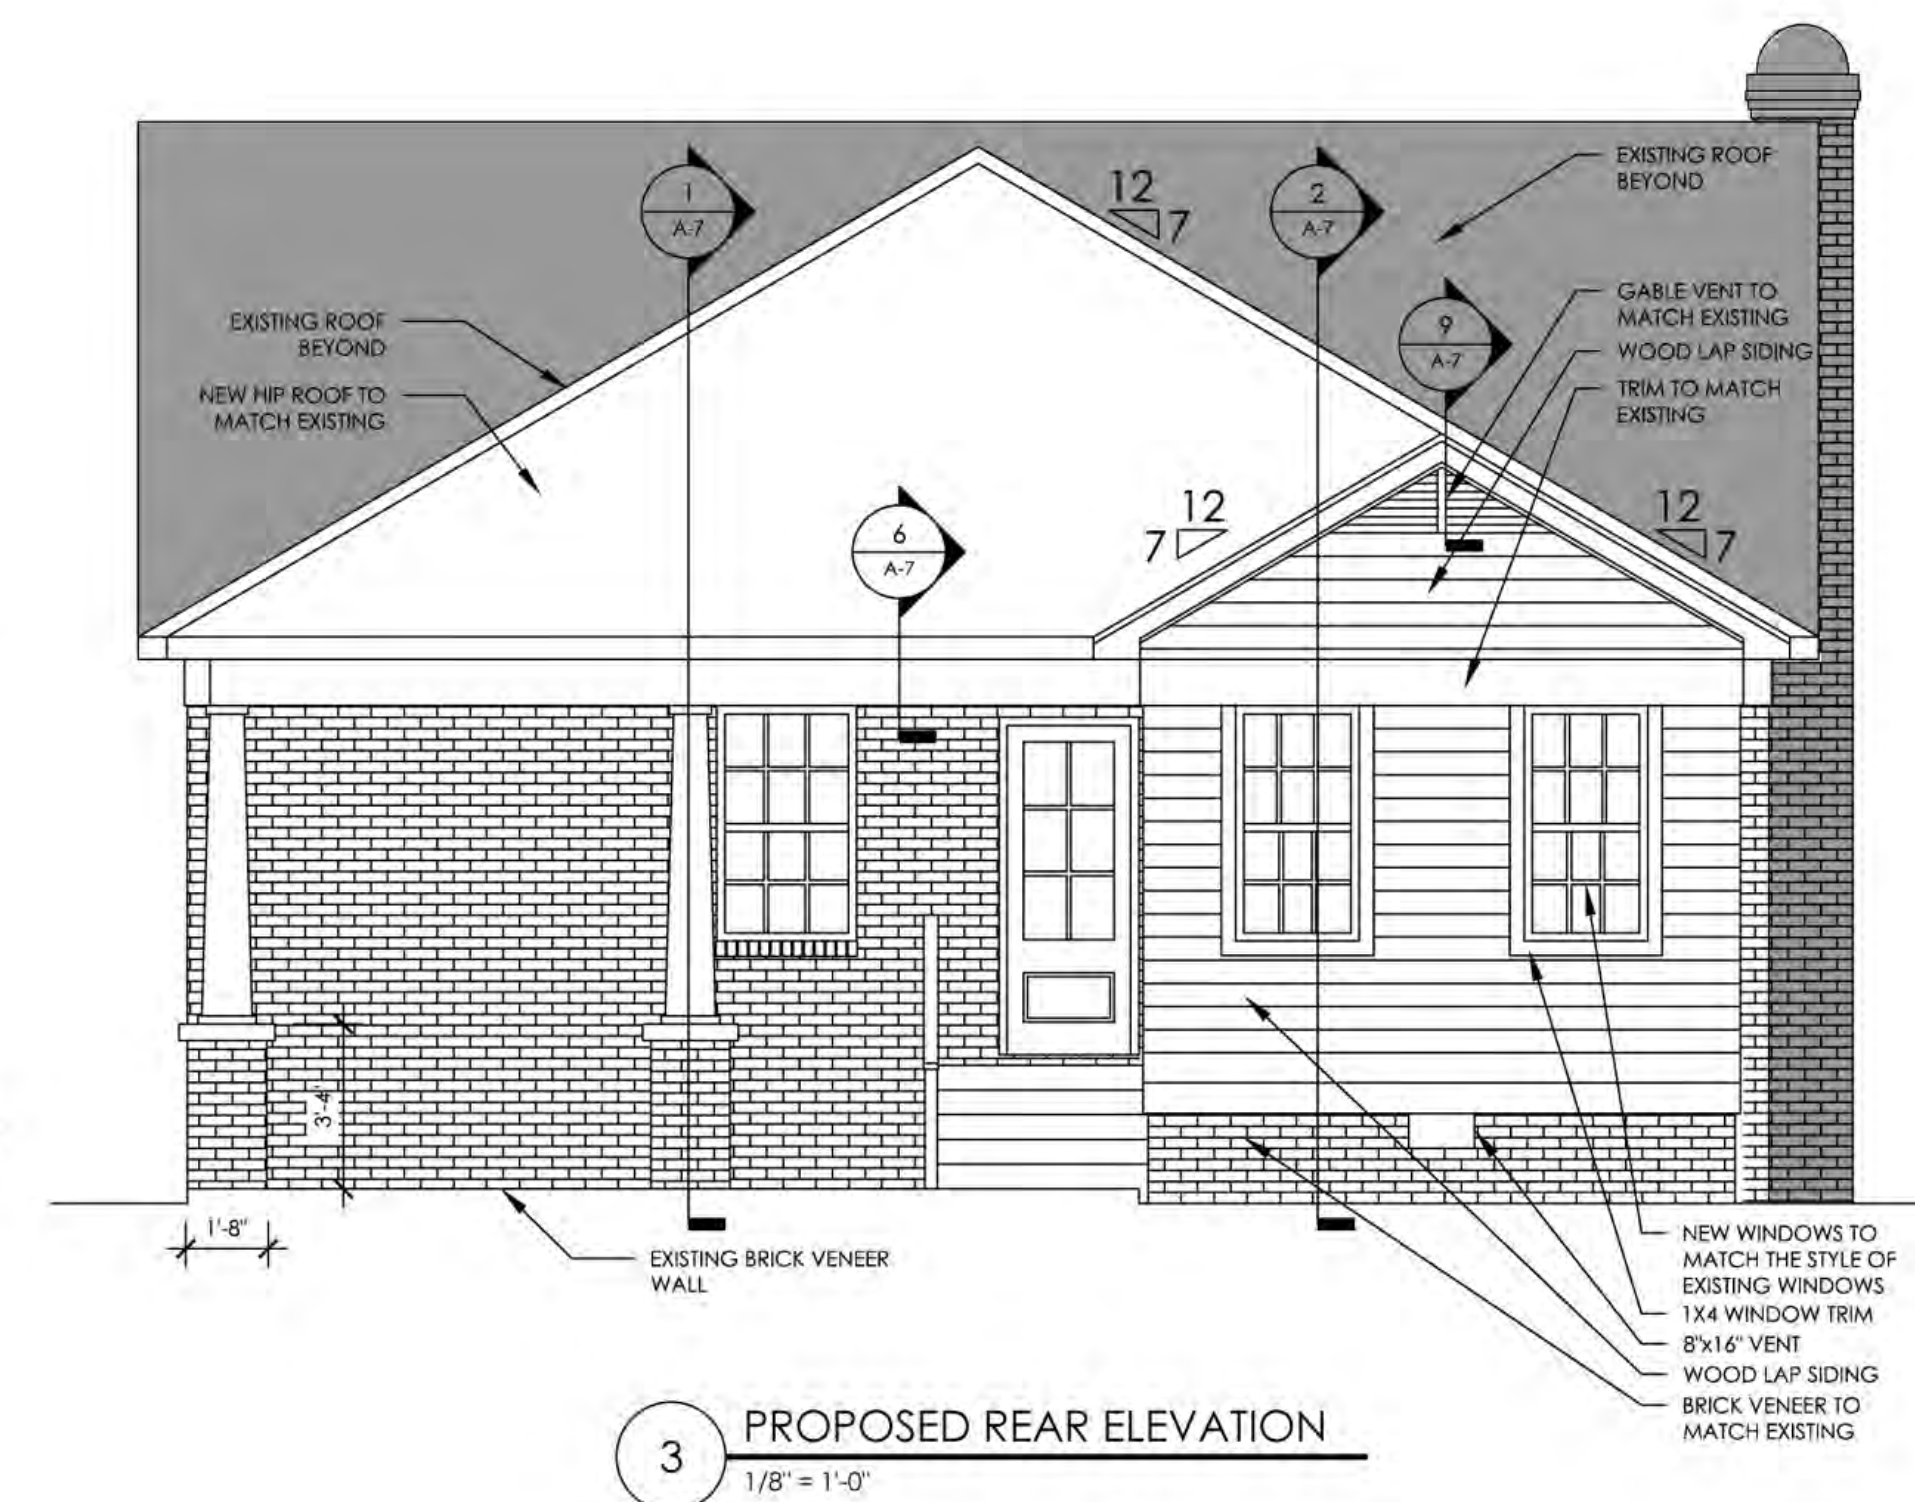 1
A-7
12
7
2
A-7
EXISTING ROOF
BEYOND
9
A-7
GABLE VENT TO
MATCH EXISTING
WOOD LAP SIDING
TRIM TO MATCH
EXISTING
EXISTING ROOF
BEYOND
NEW HIP ROOF TO
MATCH EXISTING
6
A-7
12
7
12
7
3'-4"
1'-8"
EXISTING BRICK VENEER
WALL
NEW WINDOWS TO
MATCH THE STYLE OF
EXISTING WINDOWS
1X4 WINDOW TRIM
8"x16" VENT
WOOD LAP SIDING
BRICK VENEER TO
MATCH EXISTING
3
PROPOSED REAR ELEVATION
1/8" = 1'-0"